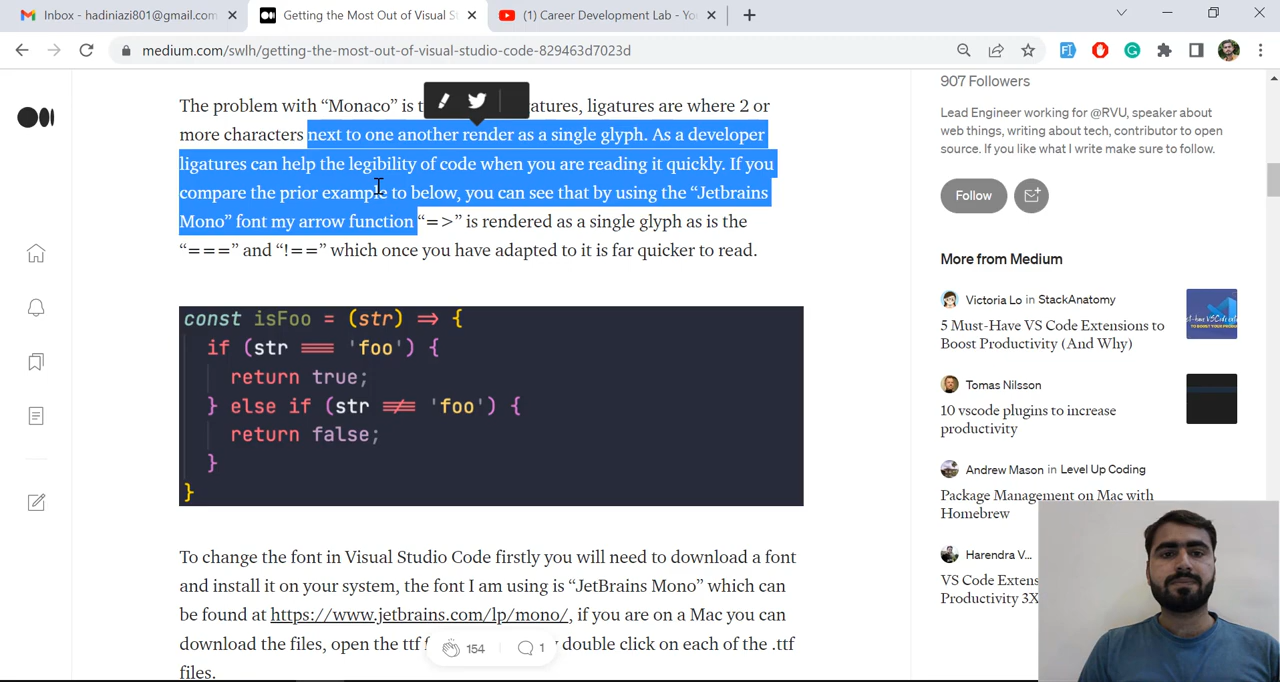 Inbox - hadiniazi801@gmail.com
Getting the Most Out of Visual S
(1) Career Development Lab - Yo
medium.com/swlh/getting-the-most-out-of-visual-studio-code-829463d7023d
The problem with “Monaco” is t atures, ligatures are where 2 or
more characters next to one another render as a single glyph. As a developer
ligatures can help the legibility of code when you are reading it quickly. If you
compare the prior example to below, you can see that by using the “Jetbrains
Mono” font my arrow function “=>” is rendered as a single glyph as is the
“===” and “!==” which once you have adapted to it is far quicker to read.
const isFoo = (str) => {
if (str === 'foo') {
return true;
} else if (str !== 'foo') {
return false;
}
}
To change the font in Visual Studio Code firstly you will need to download a font
and install it on your system, the font I am using is “JetBrains Mono” which can
be found at https://www.jetbrains.com/lp/mono/, if you are on a Mac you can
download the files, open the ttf f y double click on each of the .ttf
files.
154 1
907 Followers
Lead Engineer working for @RVU, speaker about
web things, writing about tech, contributor to open
source. If you like what I write make sure to follow.
Follow
More from Medium
Victoria Lo in StackAnatomy
5 Must-Have VS Code Extensions to
Boost Productivity (And Why)
Tomas Nilsson
10 vscode plugins to increase
productivity
Andrew Mason in Level Up Coding
Package Management on Mac with
Homebrew
Harendra V...
VS Code Extens
Productivity 3X